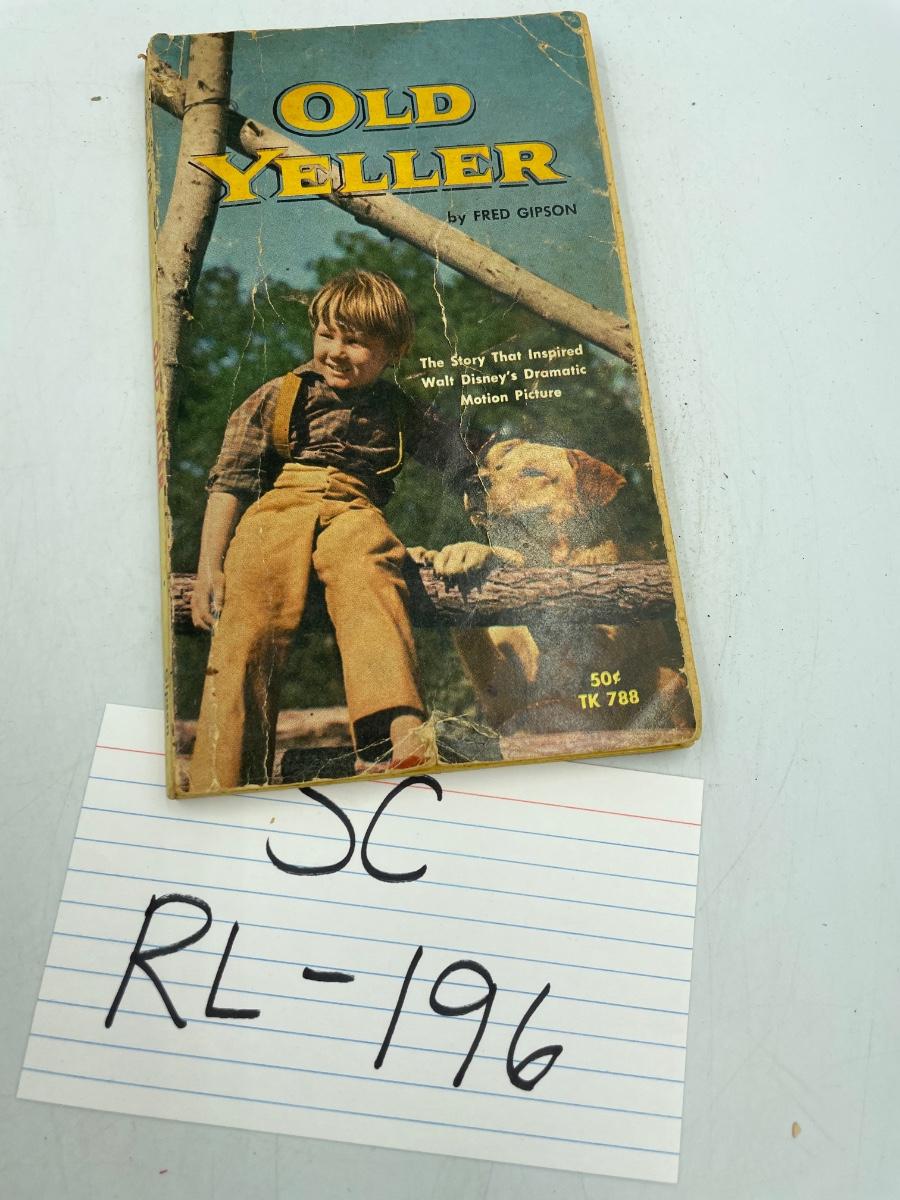 OLD
YELLER
by FRED GIPSON
The Story That Inspired
Walt Disney's Dramatic
Motion Picture
50¢
TK 788
SC
RL-196